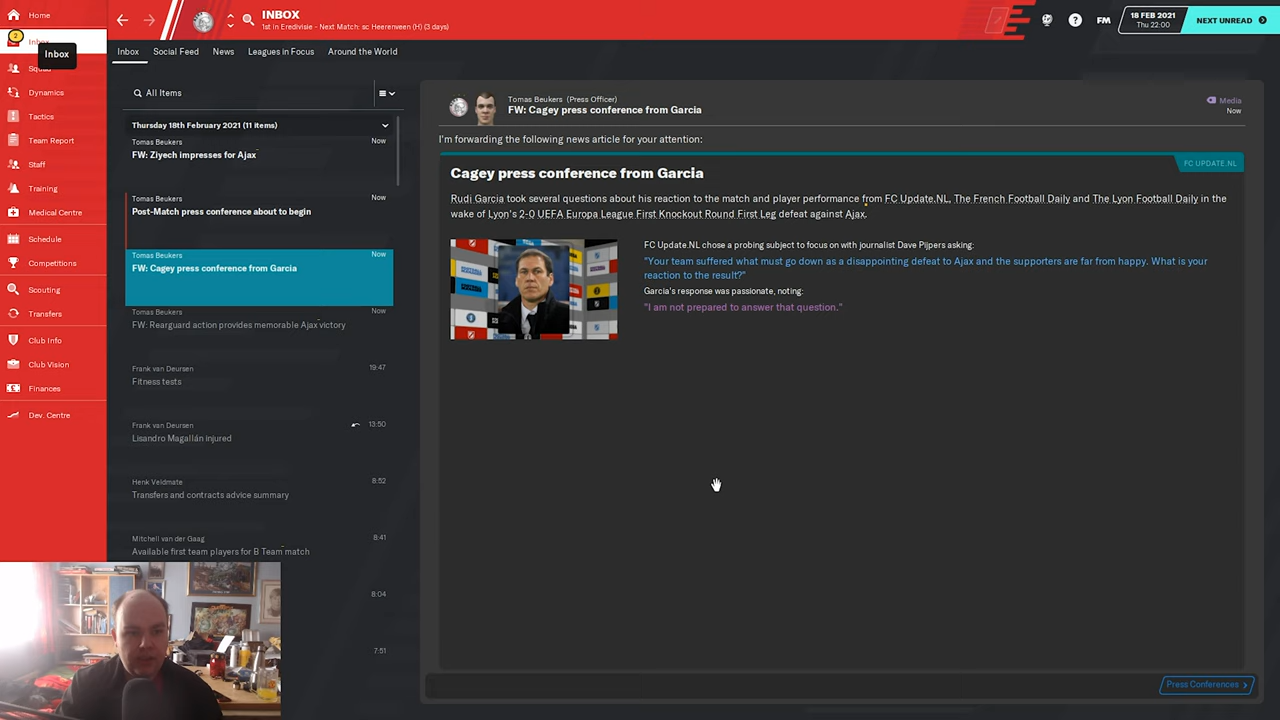 Home
INBOX
1st in Eredivisie - Next Match: sc Heerenveen (H) (3 days)
FM
18 FEB 2021
Thu 22:00
NEXT UNREAD
2
Inbox
Inbox
Squad
Dynamics
Tactics
Team Report
Staff
Training
Medical Centre
Schedule
Competitions
Scouting
Transfers
Club Info
Club Vision
Finances
Dev. Centre
Inbox Social Feed News Leagues in Focus Around the World
All Items
Thursday 18th February 2021 (11 items)
Tomas Beukers Now
FW: Ziyech impresses for Ajax
Tomas Beukers Now
Post-Match press conference about to begin
Tomas Beukers Now
FW: Cagey press conference from Garcia
Tomas Beukers Now
FW: Rearguard action provides memorable Ajax victory
Frank van Deursen 19:47
Fitness tests
Frank van Deursen 13:50
Lisandro Magallán injured
Henk Veldmate 8:52
Transfers and contracts advice summary
Mitchell van der Gaag 8:41
Available first team players for B Team match
8:04
7:51
Tomas Beukers (Press Officer)
FW: Cagey press conference from Garcia
Media
Now
I'm forwarding the following news article for your attention:
FC UPDATE.NL
Cagey press conference from Garcia
Rudi Garcia took several questions about his reaction to the match and player performance from FC Update.NL, The French Football Daily and The Lyon Football Daily in the
wake of Lyon's 2-0 UEFA Europa League First Knockout Round First Leg defeat against Ajax.
FC Update.NL chose a probing subject to focus on with journalist Dave Pijpers asking:
"Your team suffered what must go down as a disappointing defeat to Ajax and the supporters are far from happy. What is your
reaction to the result?"
Garcia's response was passionate, noting:
"I am not prepared to answer that question."
Press Conferences